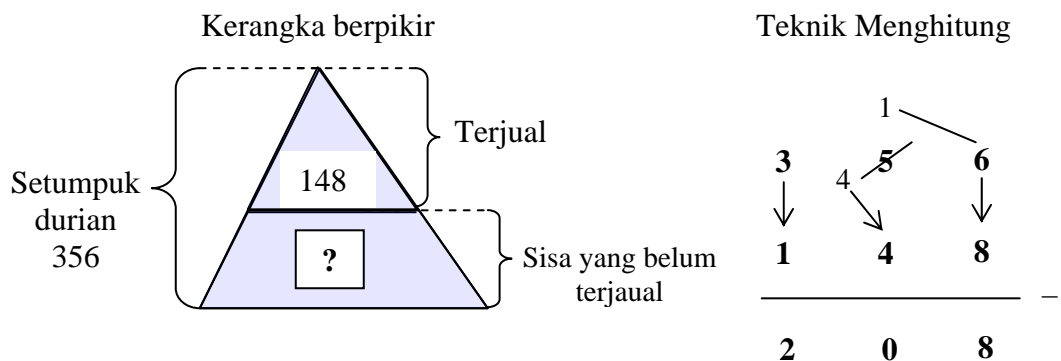 Kerangka berpikir
Teknik Menghitung
Setumpuk
durian
356
148
?
Terjual
Sisa yang belum
terjaual
1
3 5 6
4
1 4 8
–
2 0 8